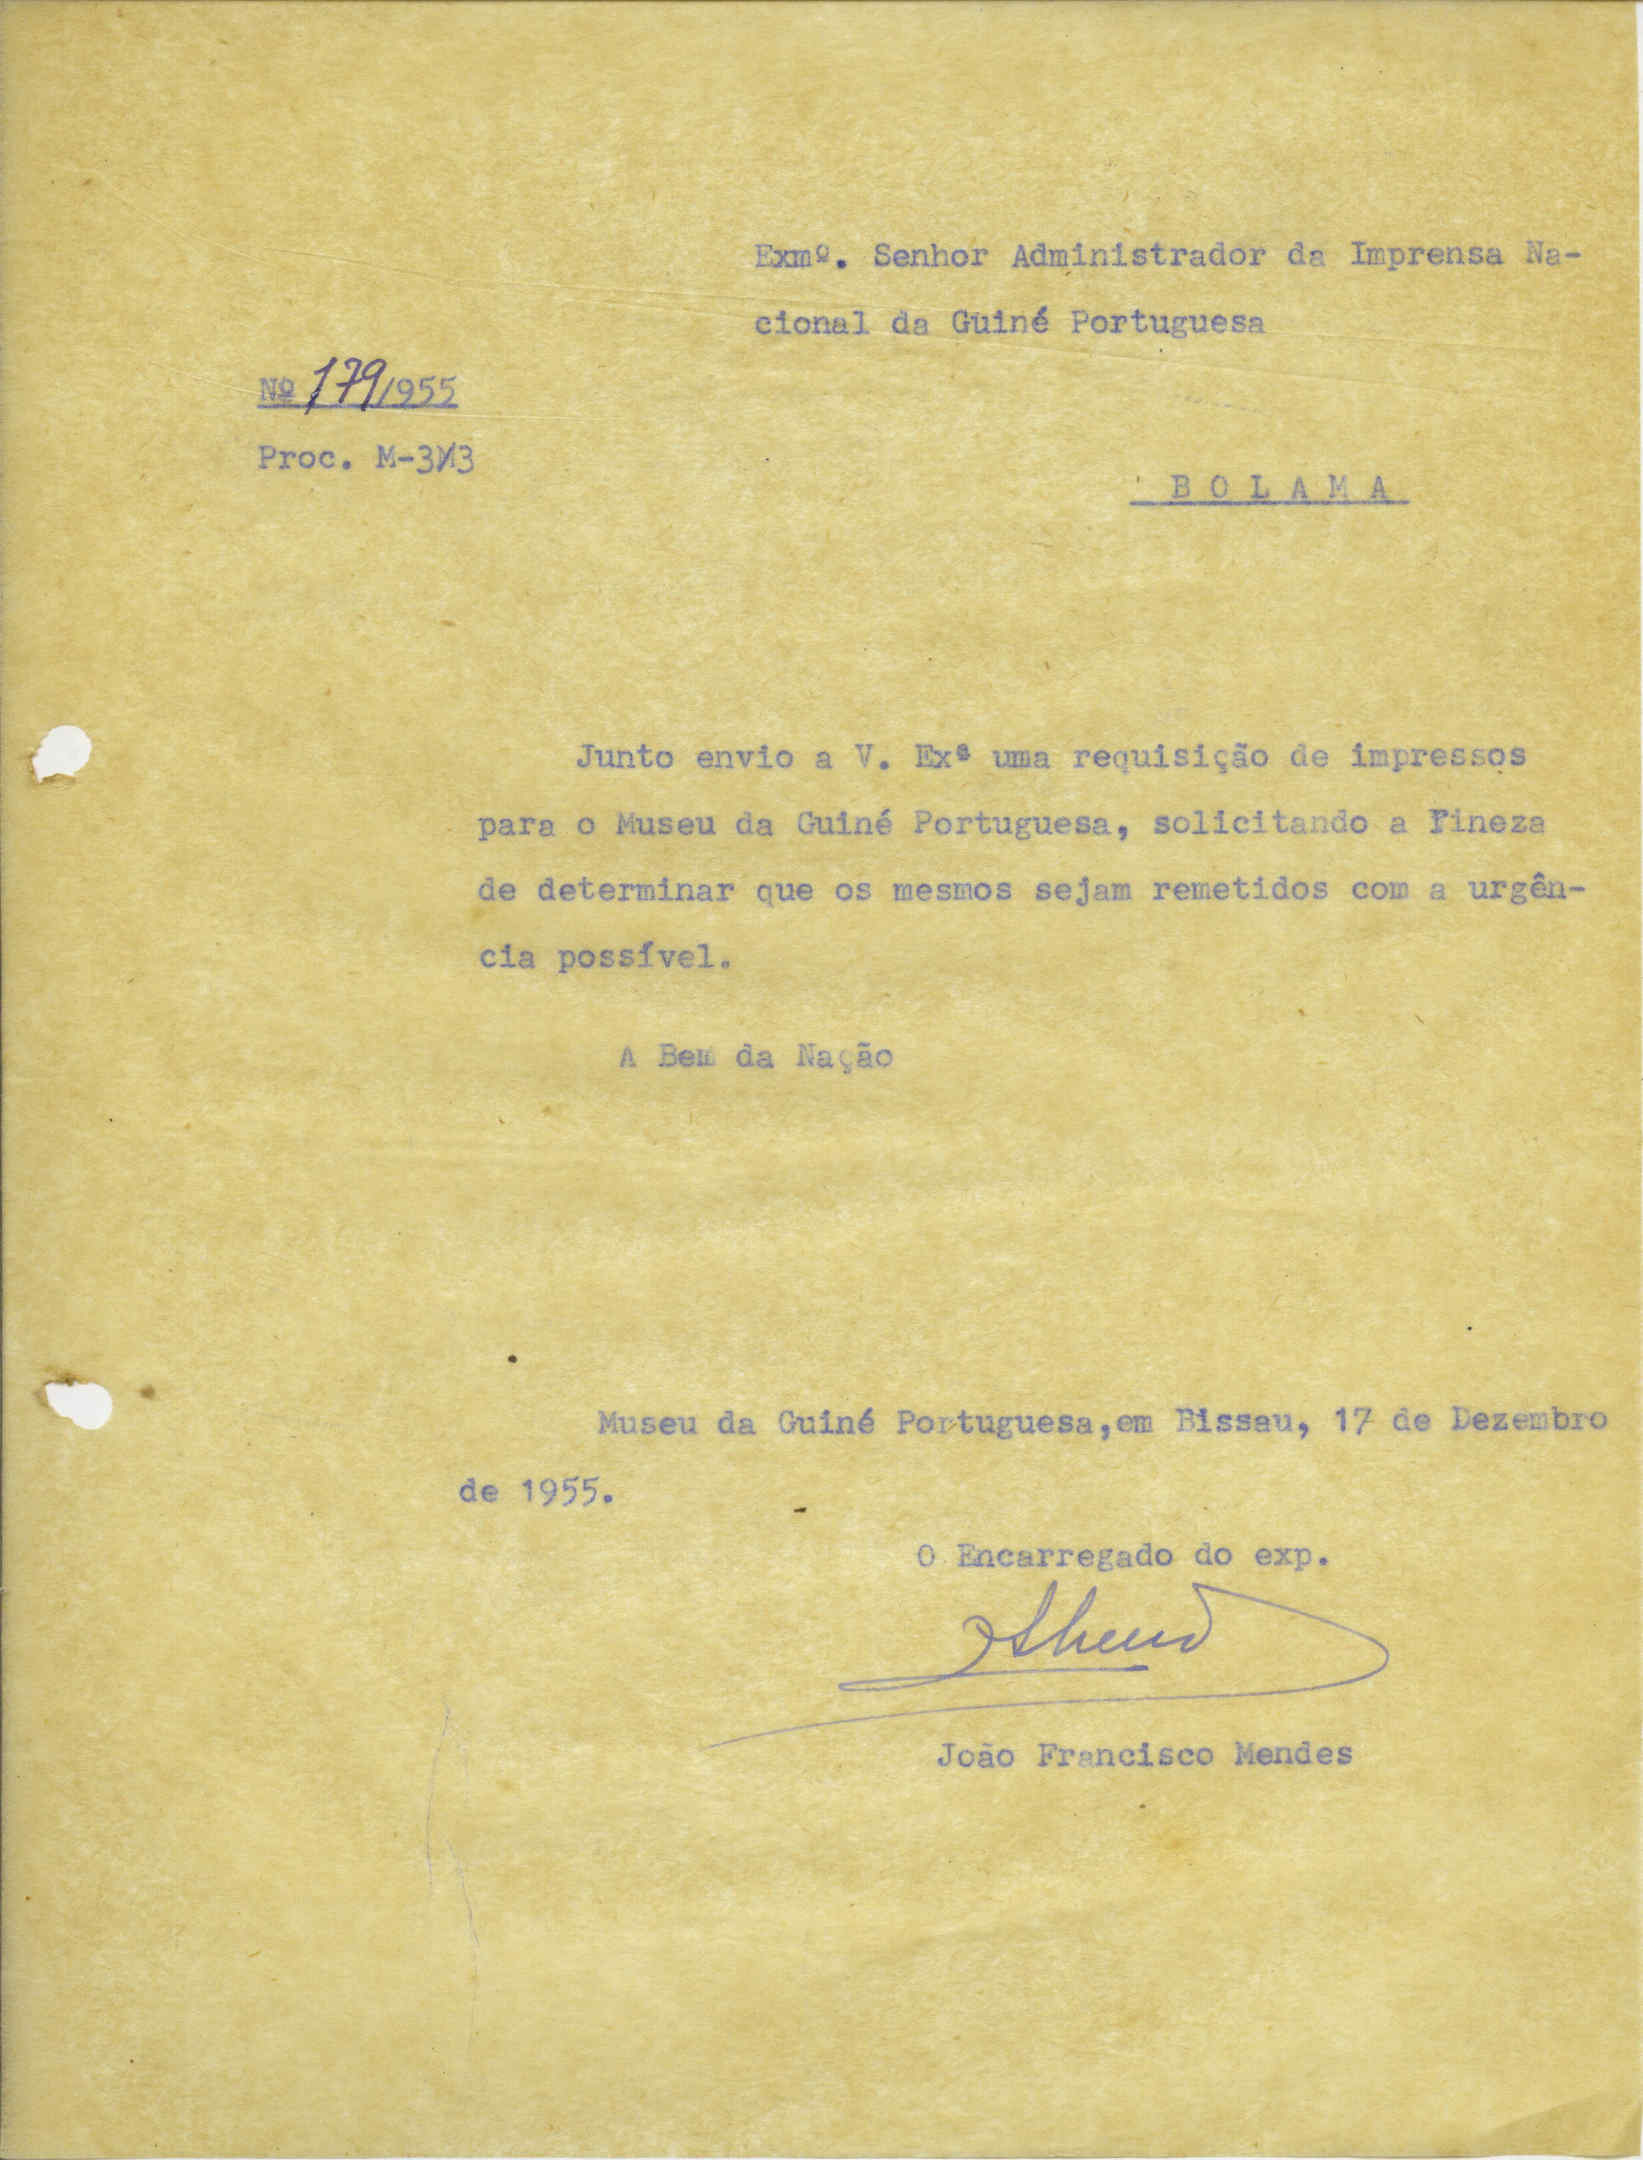 Exmº. Senhor Administrador da Imprensa Na-
cional da Guiné Portuguesa
Nº 179/955
Proc. M-3
B O L A M A
Junto envio a V. Exª uma requisição de impressos
para o Museu da Guiné Portuguesa, solicitando a Fineza
de determinar que os mesmos sejam remetidos com a urgên-
cia possível.
A Bem da Nação
Museu da Guiné Portuguesa,em Bissau, 17 de Dezembro
de 1955.
O Encarregado do exp.
João Francisco Mendes